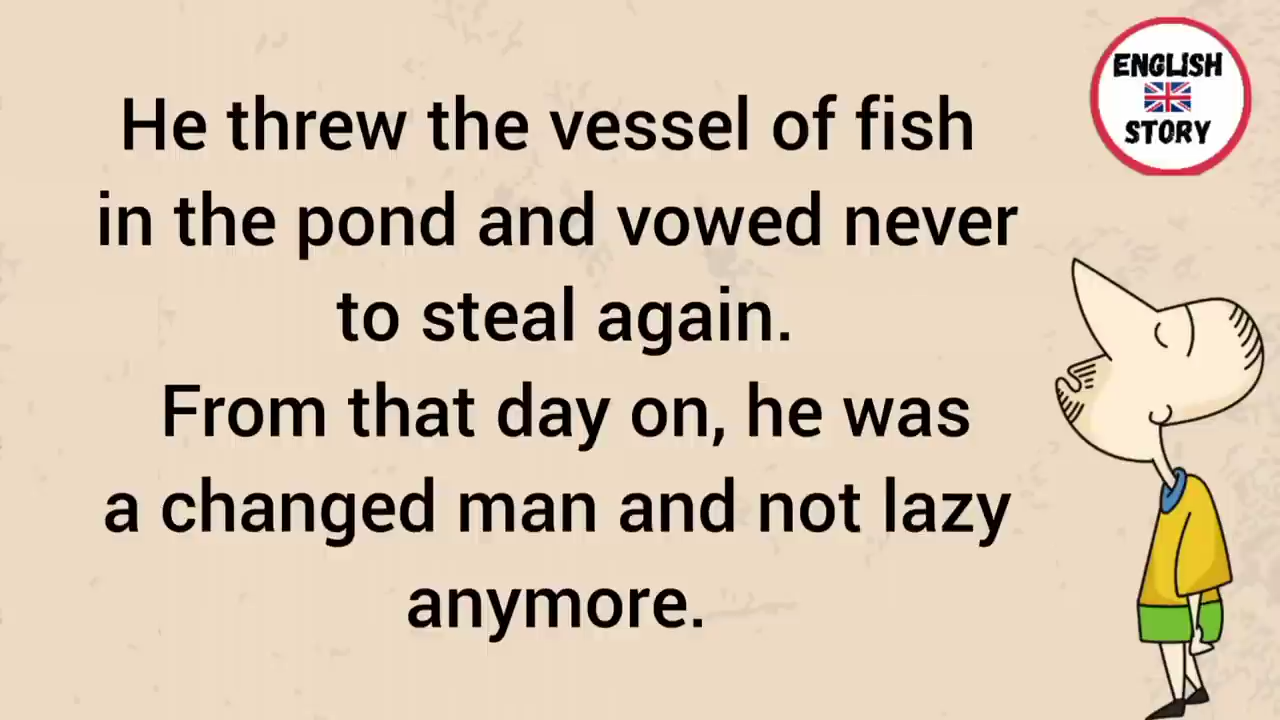 ENGLISH
STORY
He threw the vessel of fish
in the pond and vowed never
to steal again.
From that day on, he was
a changed man and not lazy
anymore.